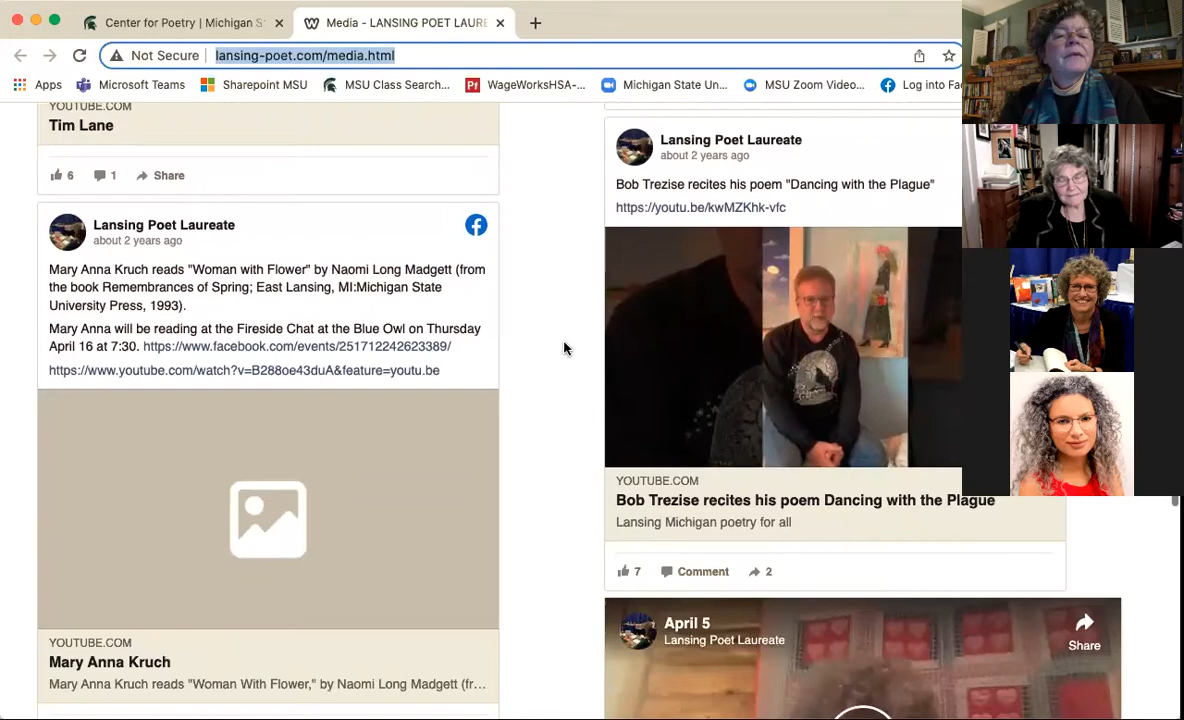 Center for Poetry | Michigan S
Media - LANSING POET LAURE
Not Secure
lansing-poet.com/media.html
Apps
Microsoft Teams
Sharepoint MSU
MSU Class Search...
WageWorksHSA-...
Michigan State Un...
MSU Zoom Video...
Log into Fa
YOUTUBE.COM
Tim Lane
6
1
Share
Lansing Poet Laureate
about 2 years ago
Mary Anna Kruch reads "Woman with Flower" by Naomi Long Madgett (from
the book Remembrances of Spring; East Lansing, MI:Michigan State
University Press, 1993).
Mary Anna will be reading at the Fireside Chat at the Blue Owl on Thursday
April 16 at 7:30. https://www.facebook.com/events/251712242623389/
https://www.youtube.com/watch?v=B288oe43duA&feature=youtu.be
YOUTUBE.COM
Mary Anna Kruch
Mary Anna Kruch reads "Woman With Flower," by Naomi Long Madgett (fr...
Lansing Poet Laureate
about 2 years ago
Bob Trezise recites his poem "Dancing with the Plague"
https://youtu.be/kwMZKhk-vfc
YOUTUBE.COM
Bob Trezise recites his poem Dancing with the Plague
Lansing Michigan poetry for all
7
Comment
2
April 5
Lansing Poet Laureate
Share